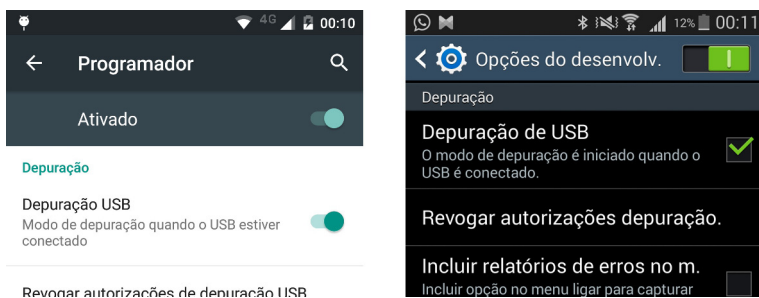 4G 00:10
Programador
Ativado
Depuração
Depuração USB
Modo de depuração quando o USB estiver
conectado
Revogar autorizações de depuração USB
12% 00:11
Opções do desenvolv.
Depuração
Depuração de USB
O modo de depuração é iniciado quando o
USB é conectado.
Revogar autorizações depuração.
Incluir relatórios de erros no m.
Incluir opção no menu ligar para capturar